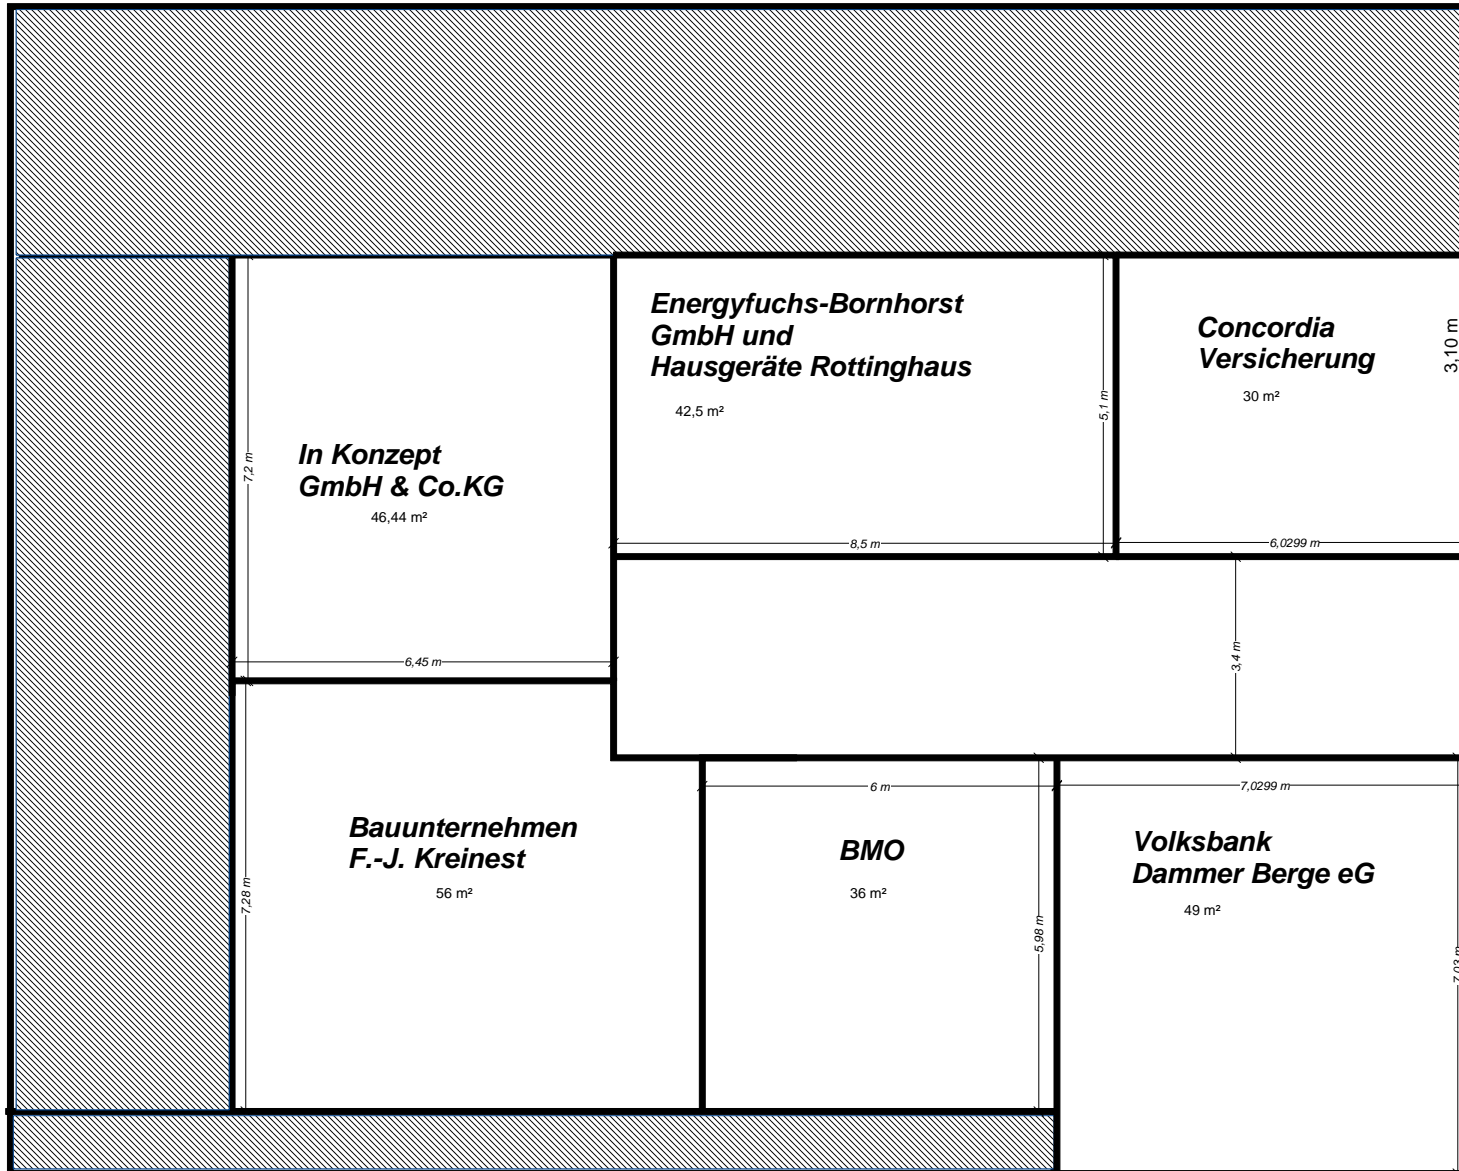 Energyfuchs-Bornhorst
GmbH und
Hausgeräte Rottinghaus
42,5 m²
5,1 m
8,5 m
Concordia
Versicherung
30 m²
3,10 m
6,0299 m
In Konzept
GmbH & Co.KG
46,44 m²
7,2 m
6,45 m
3,4 m
Bauunternehmen
F.-J. Kreinest
56 m²
7,28 m
6 m
BMO
36 m²
5,98 m
7,0299 m
Volksbank
Dammer Berge eG
49 m²
7,03 m